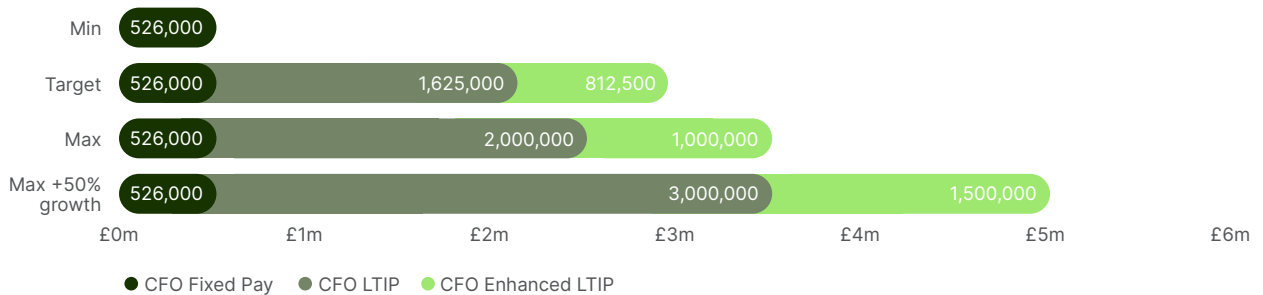 Min 526,000
Target 526,000 1,625,000 812,500
Max 526,000 2,000,000 1,000,000
Max +50%
growth 526,000 3,000,000 1,500,000
£0m £1m £2m £3m £4m £5m £6m
CFO Fixed Pay CFO LTIP CFO Enhanced LTIP